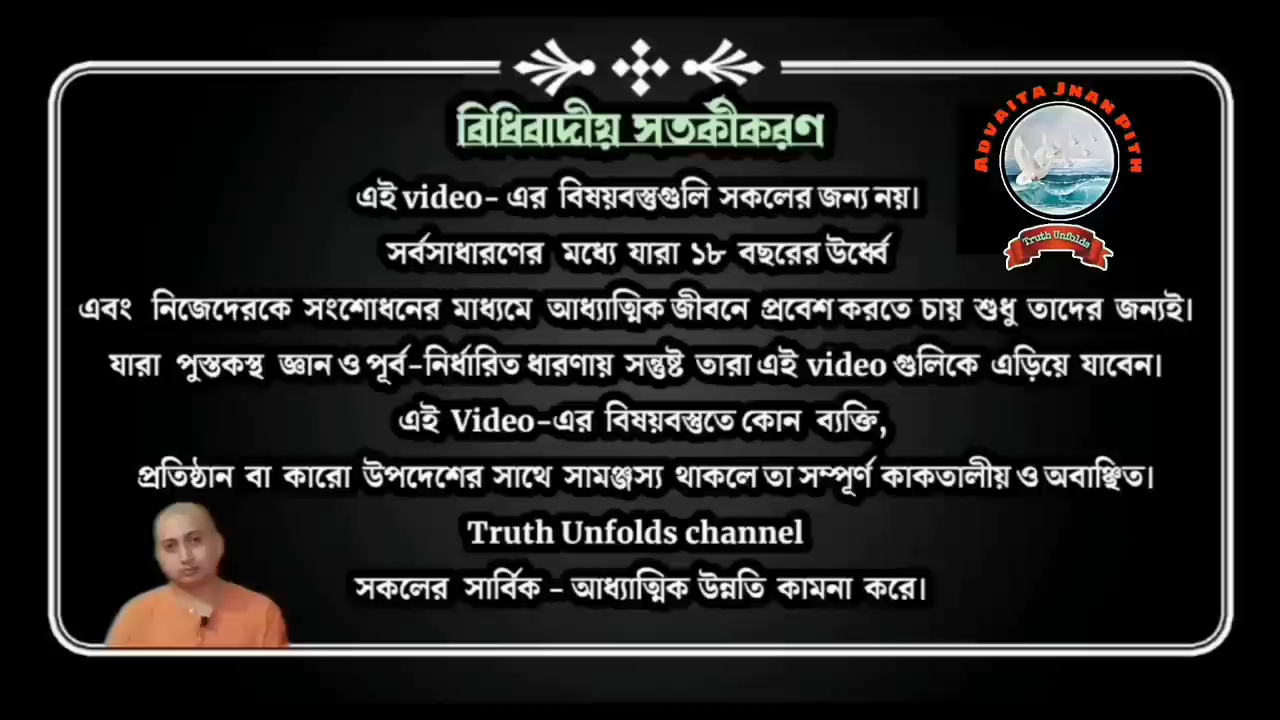 বিধিবাদীয় সতর্কীকরণ
ADVAITA JNAN PITH
Truth Unfolds
এই video- এর বিষয়বস্তুগুলি সকলের জন্য নয়।
সর্বসাধারণের মধ্যে যারা ১৮ বছরের উর্ধ্বে
এবং নিজেদেরকে সংশোধনের মাধ্যমে আধ্যাত্মিক জীবনে প্রবেশ করতে চায় শুধু তাদের জন্যই।
যারা পুস্তকস্থ জ্ঞান ও পূর্ব-নির্ধারিত ধারণায় সন্তুষ্ট তারা এই video গুলিকে এড়িয়ে যাবেন।
এই Video-এর বিষয়বস্তুতে কোন ব্যক্তি,
প্রতিষ্ঠান বা কারো উপদেশের সাথে সামঞ্জস্য থাকলে তা সম্পূর্ণ কাকতালীয় ও অবাঞ্ছিত।
Truth Unfolds channel
সকলের সার্বিক - আধ্যাত্মিক উন্নতি কামনা করে।